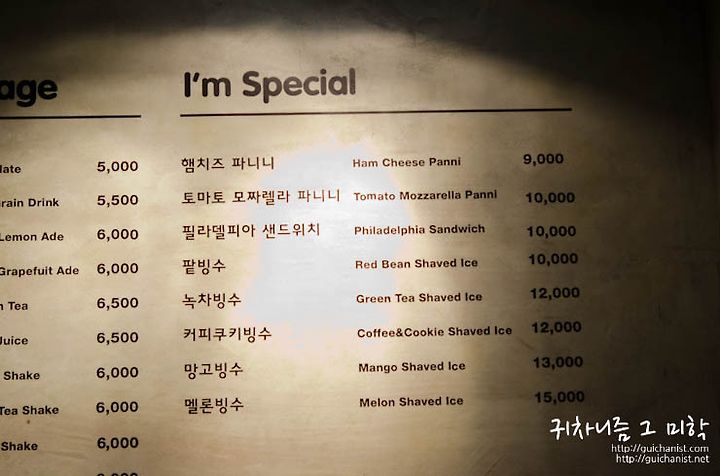 age
I'm Special
late 5,000
rain Drink 5,500
Lemon Ade 6,000
Grapefuit Ade 6,000
n Tea 6,500
Juice 6,500
Shake 6,000
Tea Shake 6,000
Shake 6,000
햄치즈 파니니 Ham Cheese Panni 9,000
토마토 모짜렐라 파니니 Tomato Mozzarella Panni 10,000
필라델피아 샌드위치 Philadelphia Sandwich 10,000
팥빙수 Red Bean Shaved Ice 10,000
녹차빙수 Green Tea Shaved Ice 12,000
커피쿠키빙수 Coffee&Cookie Shaved Ice 12,000
망고빙수 Mango Shaved Ice 13,000
멜론빙수 Melon Shaved Ice 15,000
귀차니즘 그 미학
http://guichanist.com
http://guichanist.net